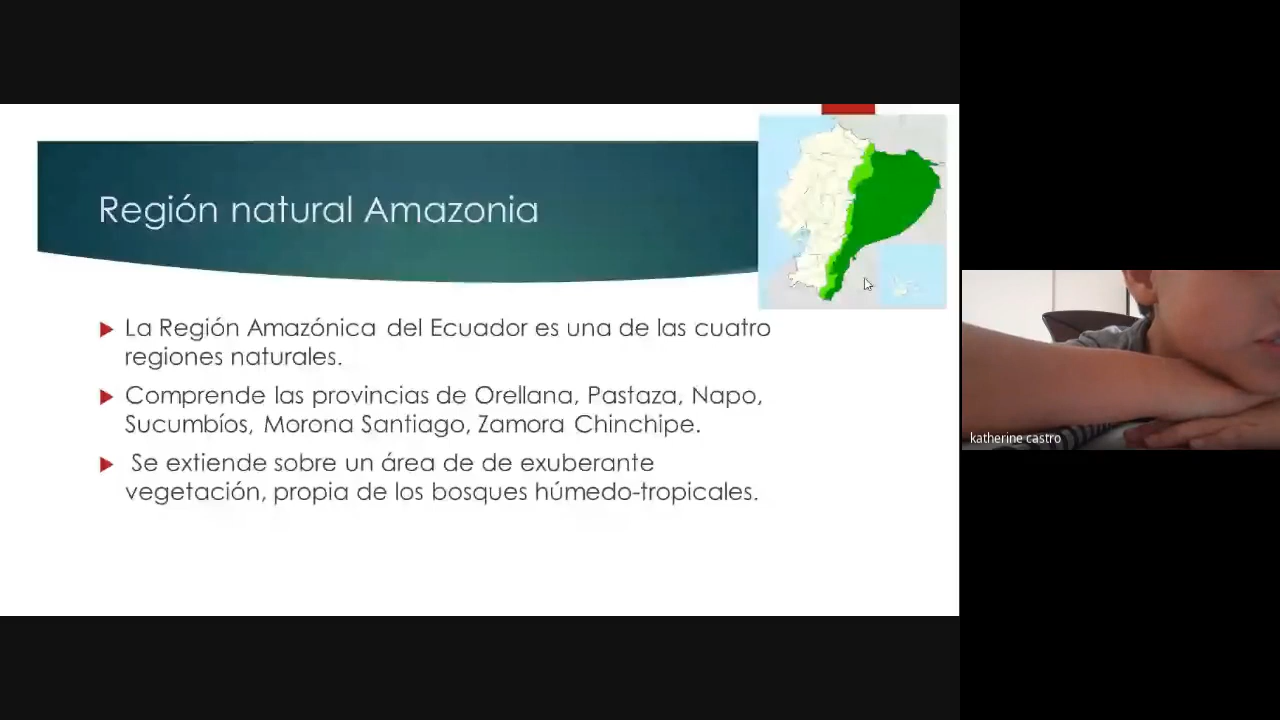 Región natural Amazonia
La Región Amazónica del Ecuador es una de las cuatro
regiones naturales.
Comprende las provincias de Orellana, Pastaza, Napo,
Sucumbíos, Morona Santiago, Zamora Chinchipe.
Se extiende sobre un área de de exuberante
vegetación, propia de los bosques húmedo-tropicales.
katherine castro